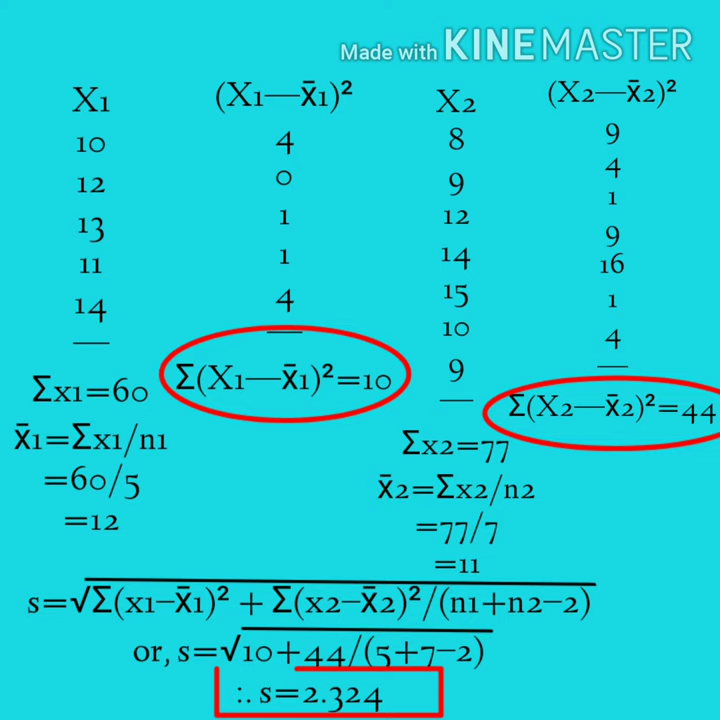 Made with KINEMASTER
X1 (X1—x̄1)² X2 (X2—x̄2)²
10 4 8 9
12 0 9 4
13 1 12 1
11 1 14 9
14 4 15 16
10 1
9 4
Σx1=60 Σ(X1—x̄1)²=10 Σ(X2—x̄2)²=44
x̄1=Σx1/n1 Σx2=77
=60/5 x̄2=Σx2/n2
=12 =77/7
=11
s=√Σ(x1–x̄1)² + Σ(x2–x̄2)²/(n1+n2–2)
or, s=√10+44/(5+7–2)
:. s=2.324